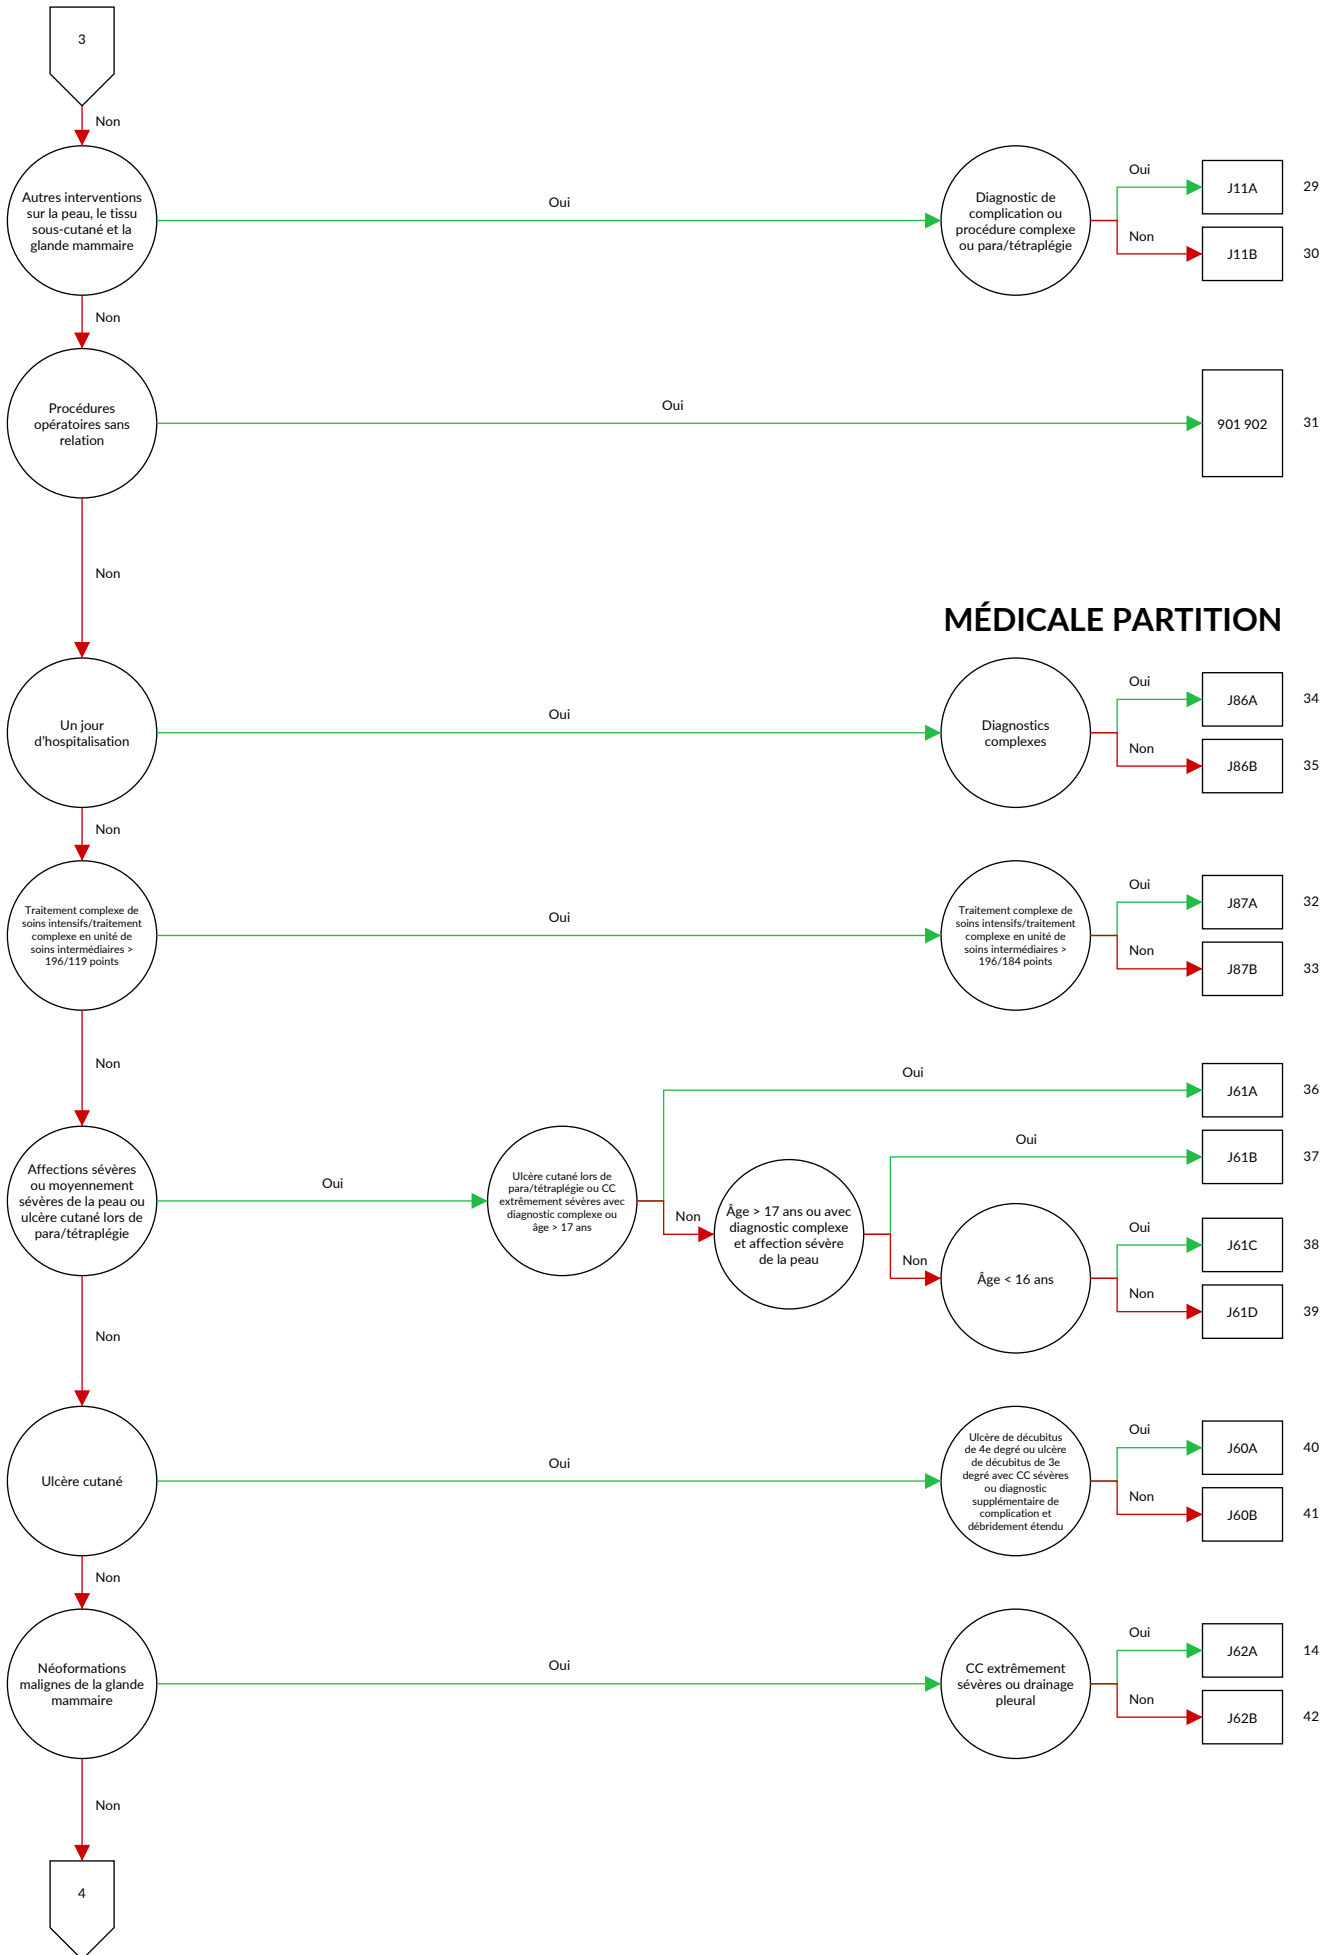 3
Non
Autres interventions
sur la peau, le tissu
sous-cutané et la
glande mammaire
Oui
Diagnostic de
complication ou
procédure complexe
ou para/tétraplégie
Oui
J11A
29
Non
J11B
30
Non
Procédures
opératoires sans
relation
Oui
901 902
31
Non
MÉDICALE PARTITION
Un jour
d'hospitalisation
Oui
Diagnostics
complexes
Oui
J86A
34
Non
J86B
35
Non
Traitement complexe de
soins intensifs/traitement
complexe en unité de
soins intermédiaires >
196/119 points
Oui
Traitement complexe de
soins intensifs/traitement
complexe en unité de
soins intermédiaires >
196/184 points
Oui
J87A
32
Non
J87B
33
Non
Affections sévères
ou moyennement
sévères de la peau ou
ulcère cutané lors de
para/tétraplégie
Oui
Ulcère cutané lors de
para/tétraplégie ou CC
extrêmement sévères avec
diagnostic complexe ou
âge > 17 ans
Oui
J61A
36
Non
Âge > 17 ans ou avec
diagnostic complexe
et affection sévère
de la peau
Oui
J61B
37
Non
Âge < 16 ans
Oui
J61C
38
Non
J61D
39
Non
Ulcère cutané
Oui
Ulcère de décubitus
de 4e degré ou ulcère
de décubitus de 3e
degré avec CC sévères
ou diagnostic
supplémentaire de
complication et
débridement étendu
Oui
J60A
40
Non
J60B
41
Non
Néoformations
malignes de la glande
mammaire
Oui
CC extrêmement
sévères ou drainage
pleural
Oui
J62A
14
Non
J62B
42
Non
4